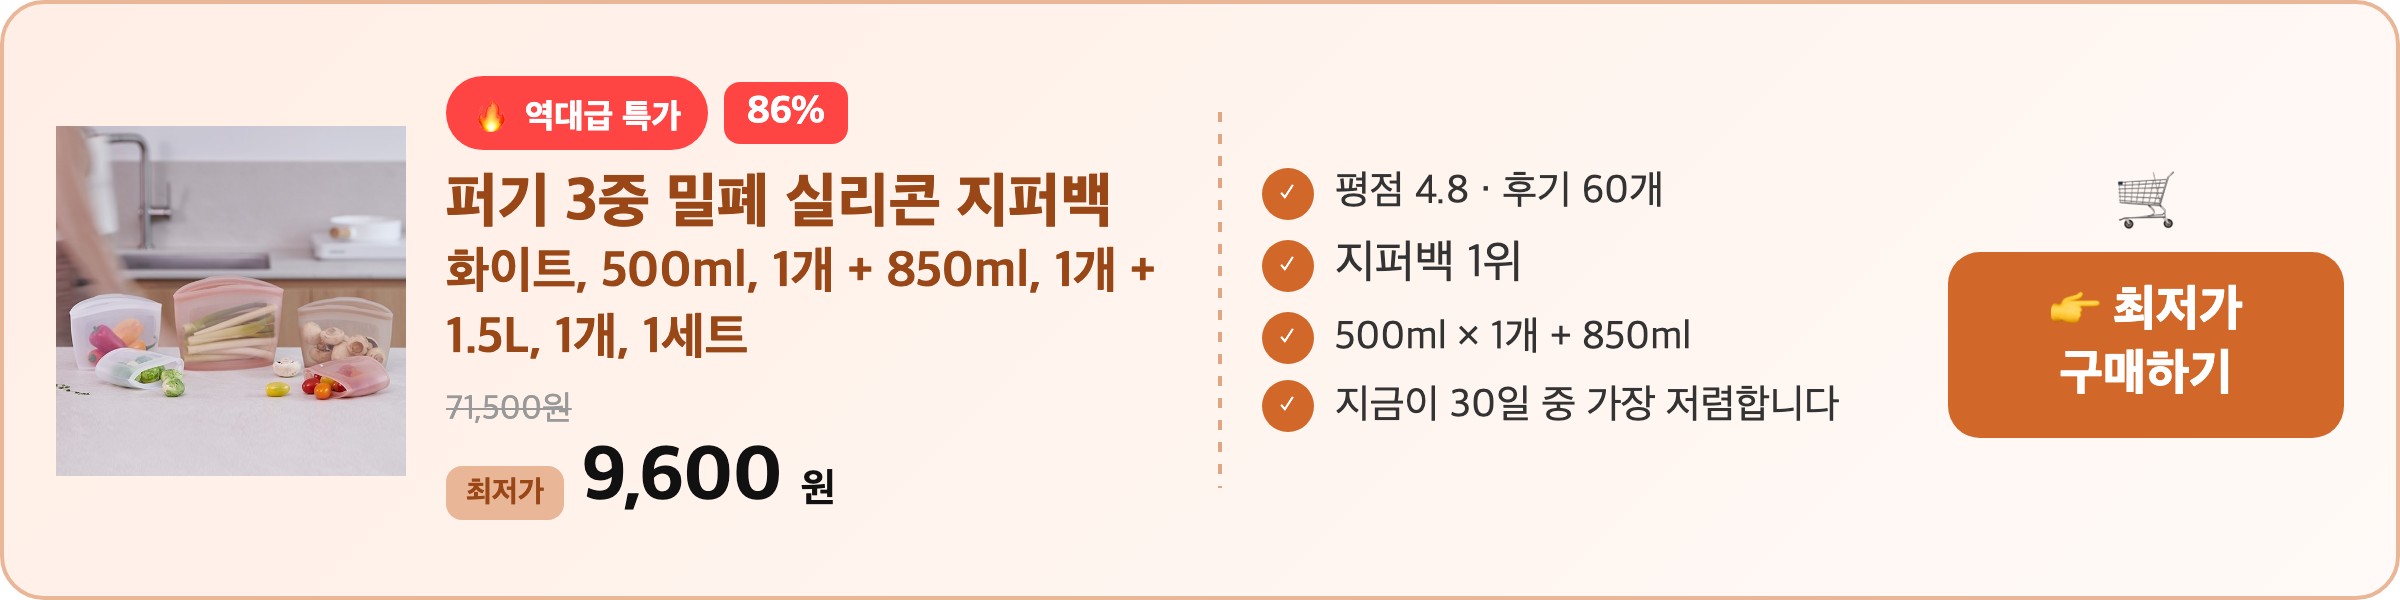 🔥 역대급 특가 86%
퍼기 3중 밀폐 실리콘 지퍼백
화이트, 500ml, 1개 + 850ml, 1개 +
1.5L, 1개, 1세트
71,500원
최저가 9,600 원
✓ 평점 4.8 · 후기 60개
✓ 지퍼백 1위
✓ 500ml × 1개 + 850ml
✓ 지금이 30일 중 가장 저렴합니다
👉 최저가
구매하기